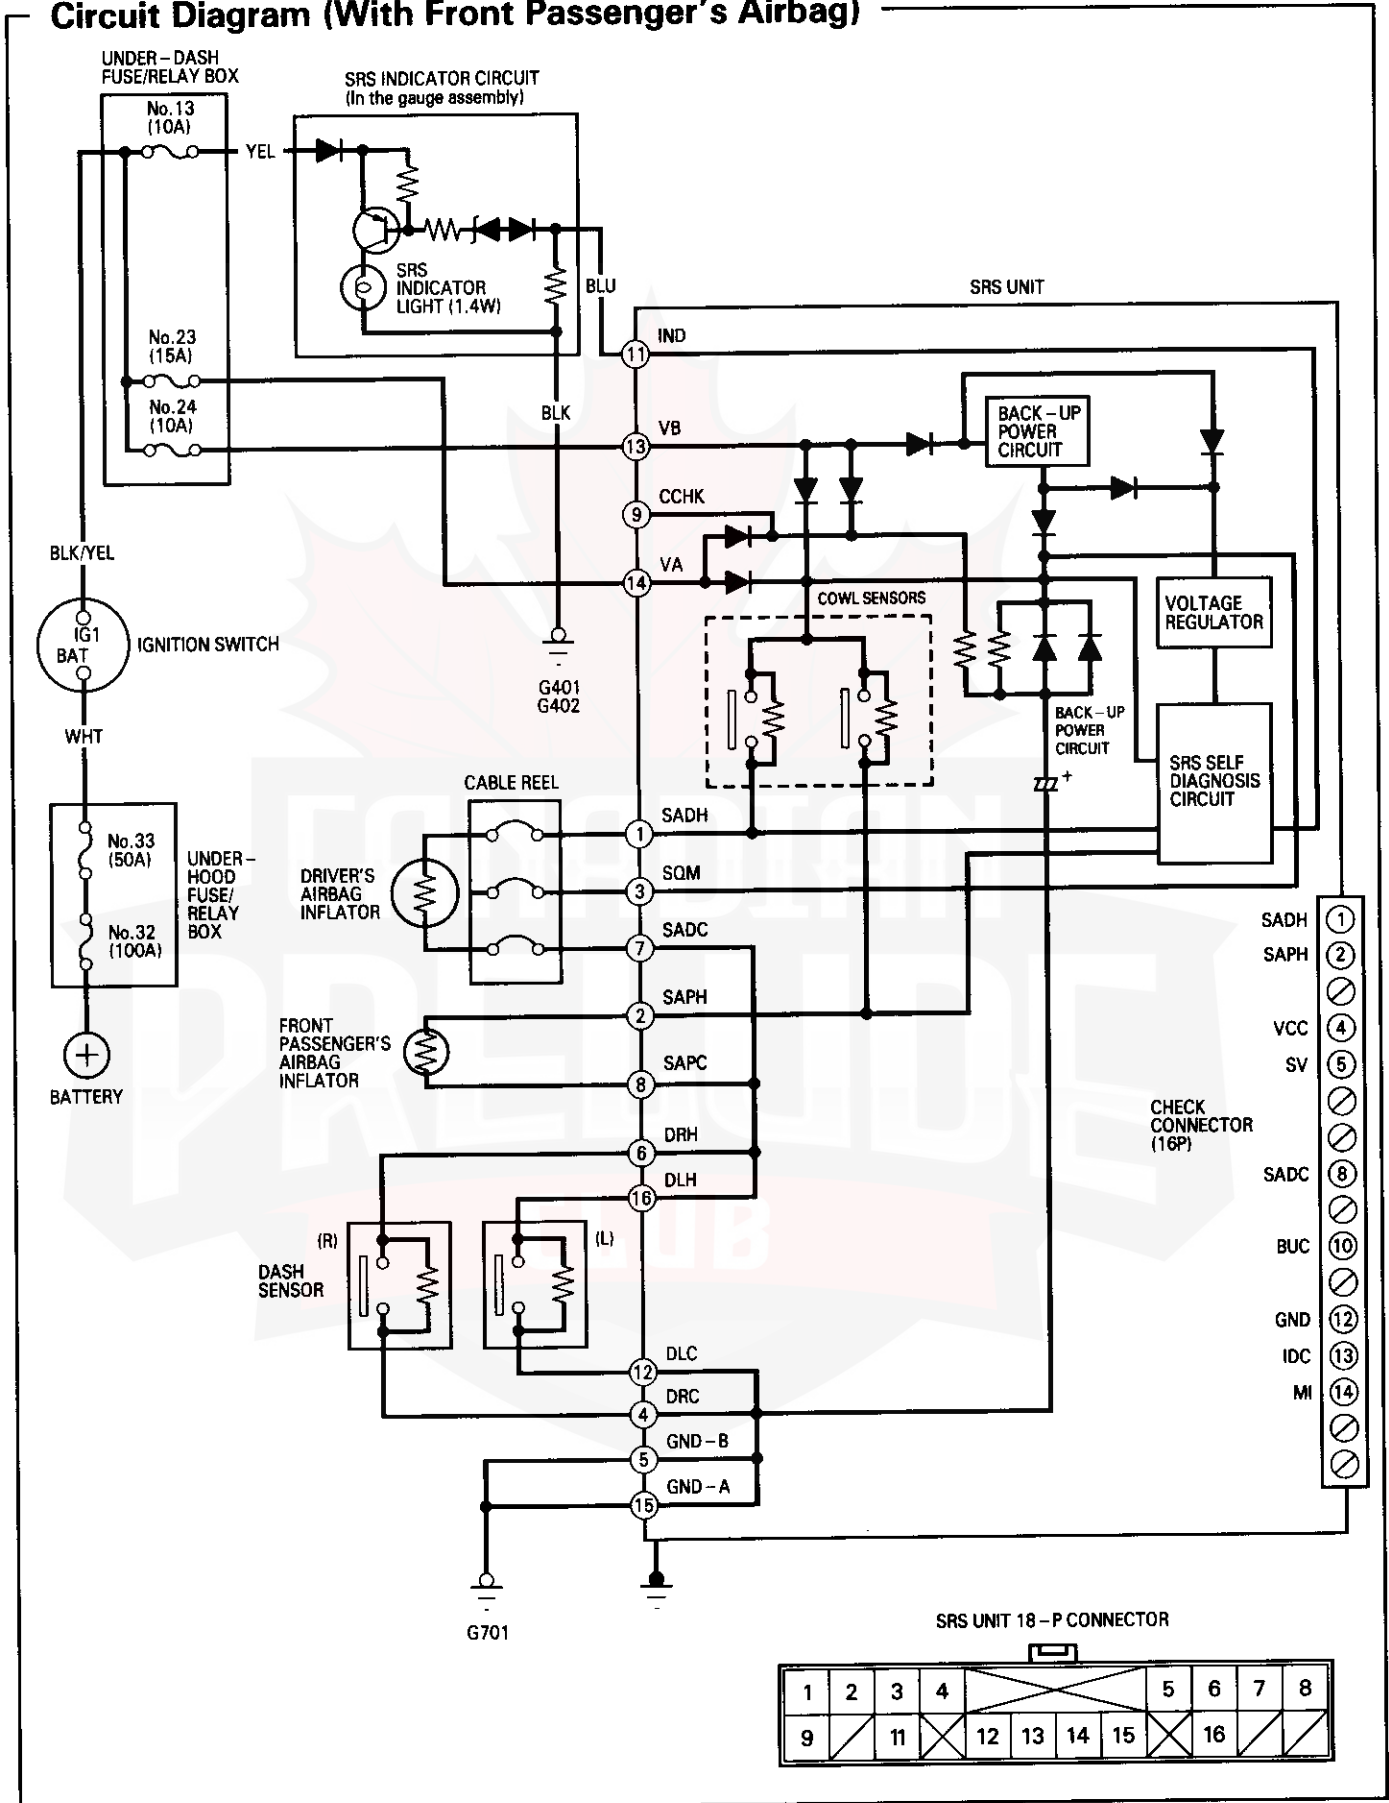 Circuit Diagram (With Front Passenger's Airbag)
UNDER–DASH
FUSE/RELAY BOX
No.13
(10A)
YEL
SRS INDICATOR CIRCUIT
(In the gauge assembly)
SRS
INDICATOR
LIGHT (1.4W)
BLU
No.23
(15A)
No.24
(10A)
BLK
G401
G402
BLK/YEL
IG1
BAT
IGNITION SWITCH
WHT
No.33
(50A)
No.32
(100A)
UNDER–
HOOD
FUSE/
RELAY
BOX
+
BATTERY
SRS UNIT
11 IND
13 VB
9 CCHK
14 VA
BACK–UP
POWER
CIRCUIT
COWL SENSORS
VOLTAGE
REGULATOR
BACK–UP
POWER
CIRCUIT
+
SRS SELF
DIAGNOSIS
CIRCUIT
CABLE REEL
DRIVER'S
AIRBAG
INFLATOR
1 SADH
3 SQM
7 SADC
FRONT
PASSENGER'S
AIRBAG
INFLATOR
2 SAPH
8 SAPC
6 DRH
16 DLH
(R)
(L)
DASH
SENSOR
12 DLC
4 DRC
5 GND–B
15 GND–A
G701
CHECK
CONNECTOR
(16P)
SADH 1
SAPH 2
VCC 4
SV 5
SADC 8
BUC 10
GND 12
IDC 13
MI 14
SRS UNIT 18–P CONNECTOR
1 2 3 4 5 6 7 8
9 11 12 13 14 15 16
CANADIAN
PRELUDE
CLUB